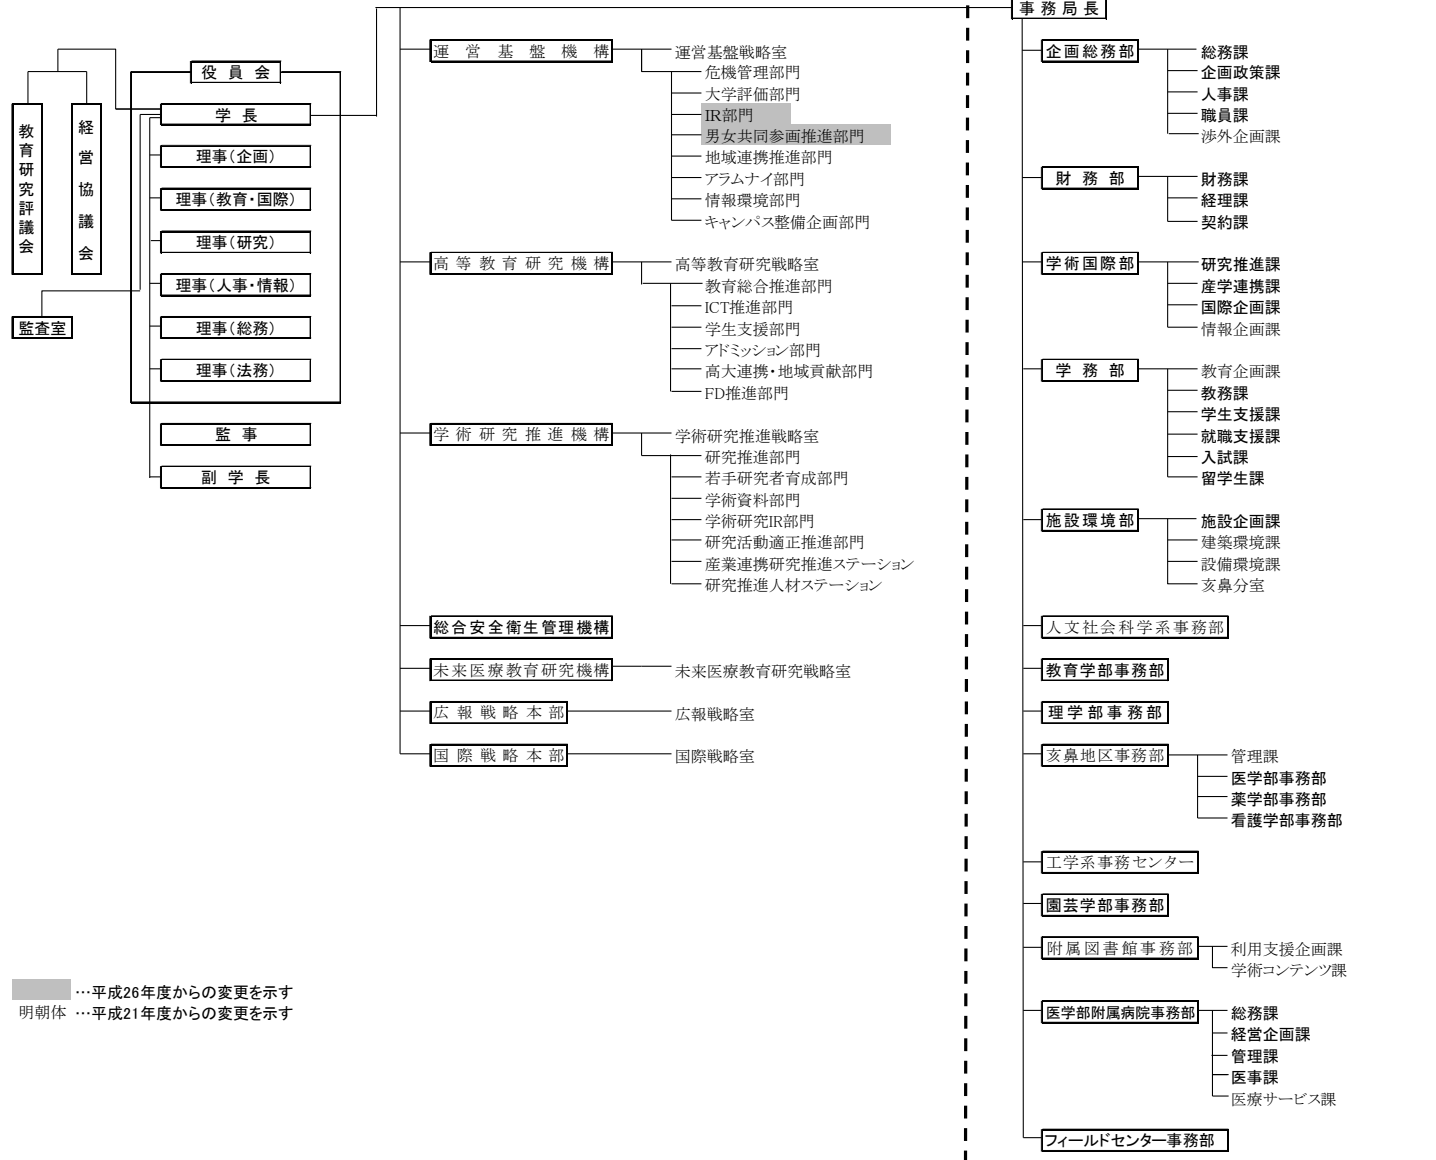 役員会
学長
理事(企画)
理事(教育・国際)
理事(研究)
理事(人事・情報)
理事(総務)
理事(法務)
監事
副学長
教育研究評議会
経営協議会
監査室
運営基盤機構
運営基盤戦略室
危機管理部門
大学評価部門
IR部門
男女共同参画推進部門
地域連携推進部門
アラムナイ部門
情報環境部門
キャンパス整備企画部門
高等教育研究機構
高等教育研究戦略室
教育総合推進部門
ICT推進部門
学生支援部門
アドミッション部門
高大連携・地域貢献部門
FD推進部門
学術研究推進機構
学術研究推進戦略室
研究推進部門
若手研究者育成部門
学術資料部門
学術研究IR部門
研究活動適正推進部門
産業連携研究推進ステーション
研究推進人材ステーション
総合安全衛生管理機構
未来医療教育研究機構
未来医療教育研究戦略室
広報戦略本部
広報戦略室
国際戦略本部
国際戦略室
事務局長
企画総務部
総務課
企画政策課
人事課
職員課
渉外企画課
財務部
財務課
経理課
契約課
学術国際部
研究推進課
産学連携課
国際企画課
情報企画課
学務部
教育企画課
教務課
学生支援課
就職支援課
入試課
留学生課
施設環境部
施設企画課
建築環境課
設備環境課
亥鼻分室
人文社会科学系事務部
教育学部事務部
理学部事務部
亥鼻地区事務部
管理課
医学部事務部
薬学部事務部
看護学部事務部
工学系事務センター
園芸学部事務部
附属図書館事務部
利用支援企画課
学術コンテンツ課
医学部附属病院事務部
総務課
経営企画課
管理課
医事課
医療サービス課
フィールドセンター事務部
…平成26年度からの変更を示す
明朝体 …平成21年度からの変更を示す